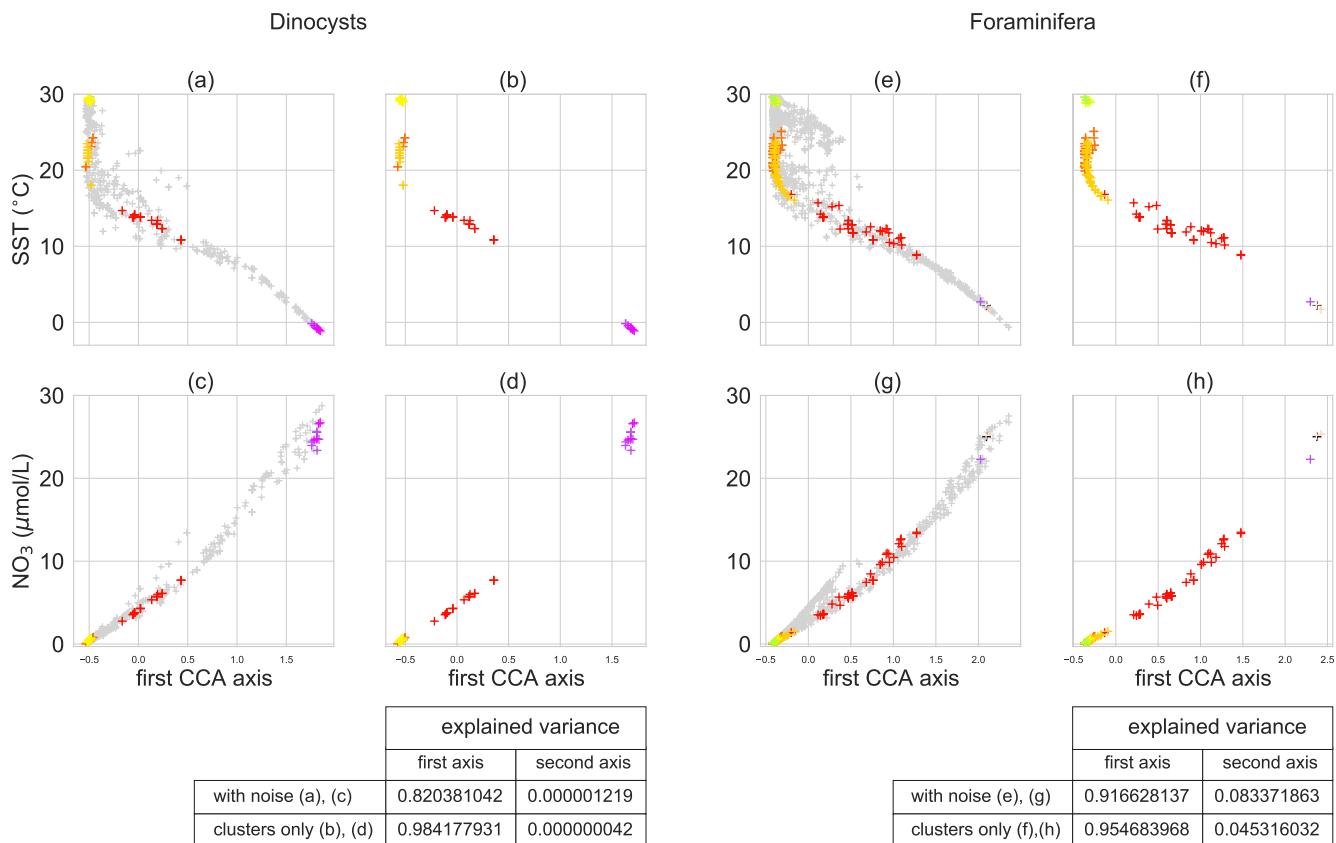 Dinocysts
Foraminifera
(a)
(b)
(e)
(f)
30
20
10
0
SST (°C)
30
20
10
0
(c)
(d)
(g)
(h)
30
20
10
0
NO₃ (μmol/L)
30
20
10
0
−0.5 0.0 0.5 1.0 1.5
−0.5 0.0 0.5 1.0 1.5
−0.5 0.0 0.5 1.0 1.5 2.0
−0.5 0.0 0.5 1.0 1.5 2.0 2.5
first CCA axis
first CCA axis
first CCA axis
first CCA axis
explained variance
first axis second axis
with noise (a), (c) 0.820381042 0.000001219
clusters only (b), (d) 0.984177931 0.000000042
explained variance
first axis second axis
with noise (e), (g) 0.916628137 0.083371863
clusters only (f),(h) 0.954683968 0.045316032